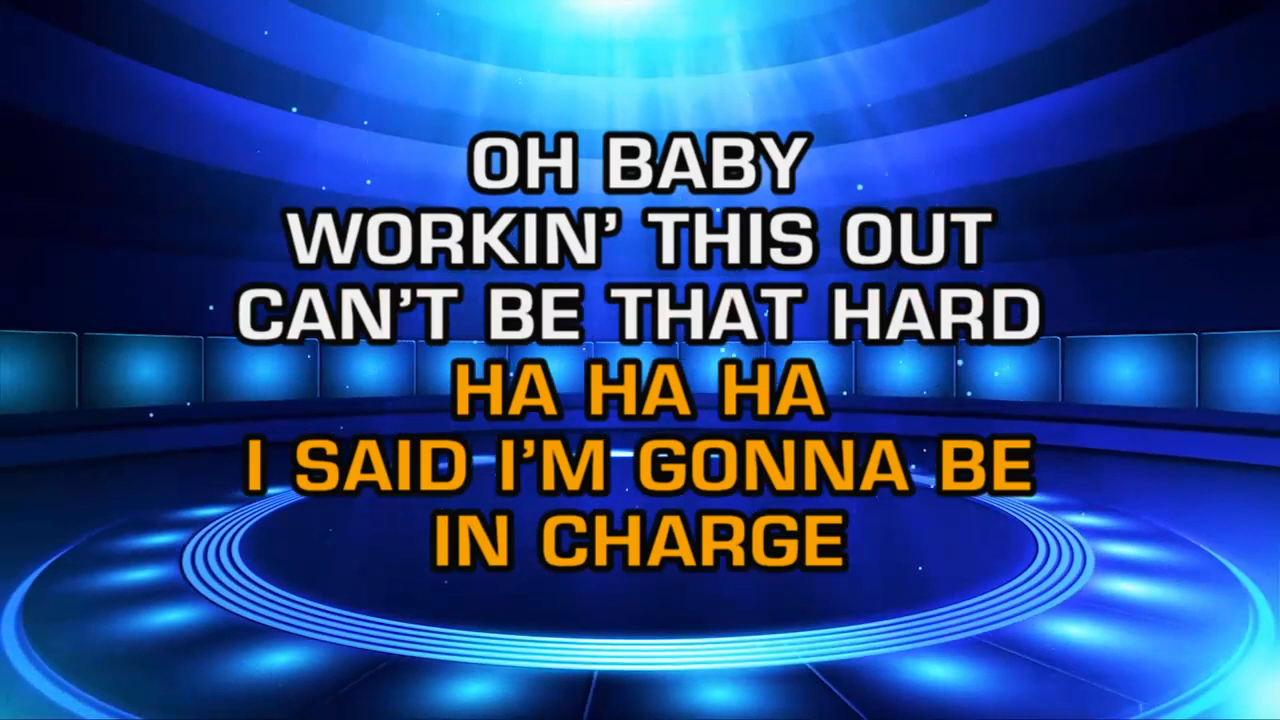 OH BABY
WORKIN' THIS OUT
CAN'T BE THAT HARD
HA HA HA
I SAID I'M GONNA BE
IN CHARGE